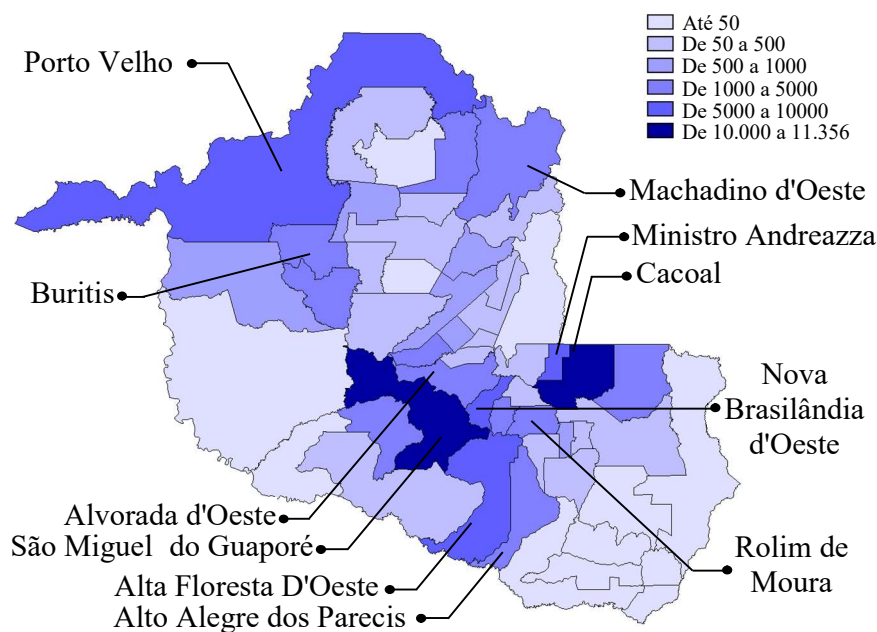 Até 50
De 50 a 500
De 500 a 1000
De 1000 a 5000
De 5000 a 10000
De 10.000 a 11.356
Porto Velho
Machadino d'Oeste
Ministro Andreazza
Cacoal
Buritis
Nova
Brasilândia
d'Oeste
Alvorada d'Oeste
São Miguel do Guaporé
Rolim de
Moura
Alta Floresta D'Oeste
Alto Alegre dos Parecis